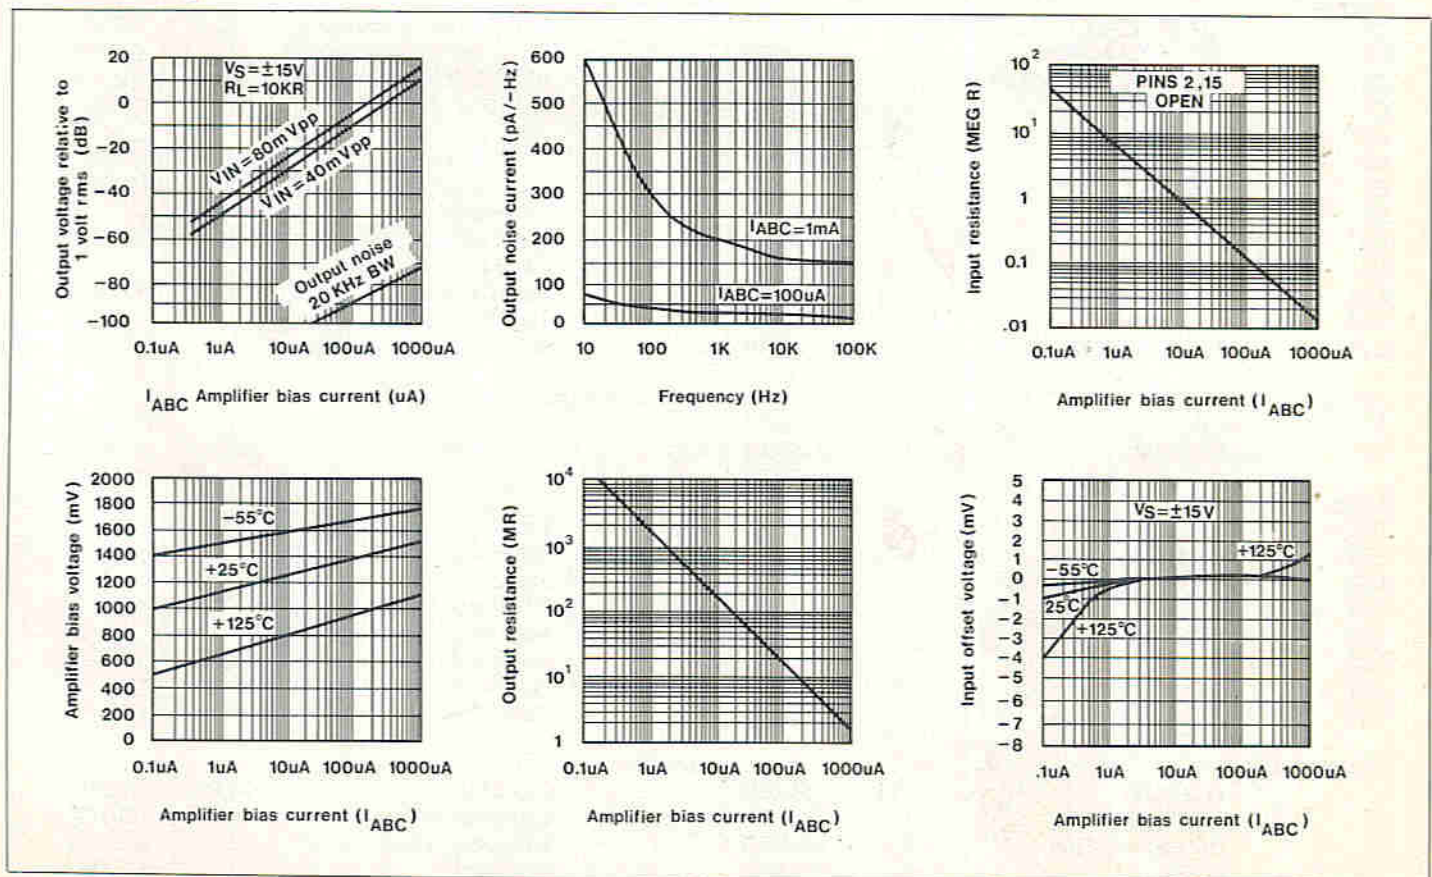 Output voltage relative to
1 volt rms (dB)
20
0
-20
-40
-60
-80
-100
VS=±15V
RL=10KR
VIN=80mVpp
VIN=40mVpp
Output noise
20 KHz BW
0.1uA 1uA 10uA 100uA 1000uA
IABC Amplifier bias current (uA)
Output noise current (pA/-Hz)
600
500
400
300
200
100
0
IABC=1mA
IABC=100uA
10 100 1K 10K 100K
Frequency (Hz)
Input resistance (MEG R)
10²
10¹
1
0.1
.01
PINS 2,15
OPEN
0.1uA 1uA 10uA 100uA 1000uA
Amplifier bias current (IABC)
Amplifier bias voltage (mV)
2000
1800
1600
1400
1200
1000
800
600
400
200
0
-55°C
+25°C
+125°C
0.1uA 1uA 10uA 100uA 1000uA
Amplifier bias current (IABC)
Output resistance (MR)
10⁴
10³
10²
10¹
1
0.1uA 1uA 10uA 100uA 1000uA
Amplifier bias current (IABC)
Input offset voltage (mV)
5
4
3
2
1
0
-1
-2
-3
-4
-5
-6
-7
-8
VS=±15V
+125°C
-55°C
25°C
+125°C
.1uA 1uA 10uA 100uA 1000uA
Amplifier bias current (IABC)